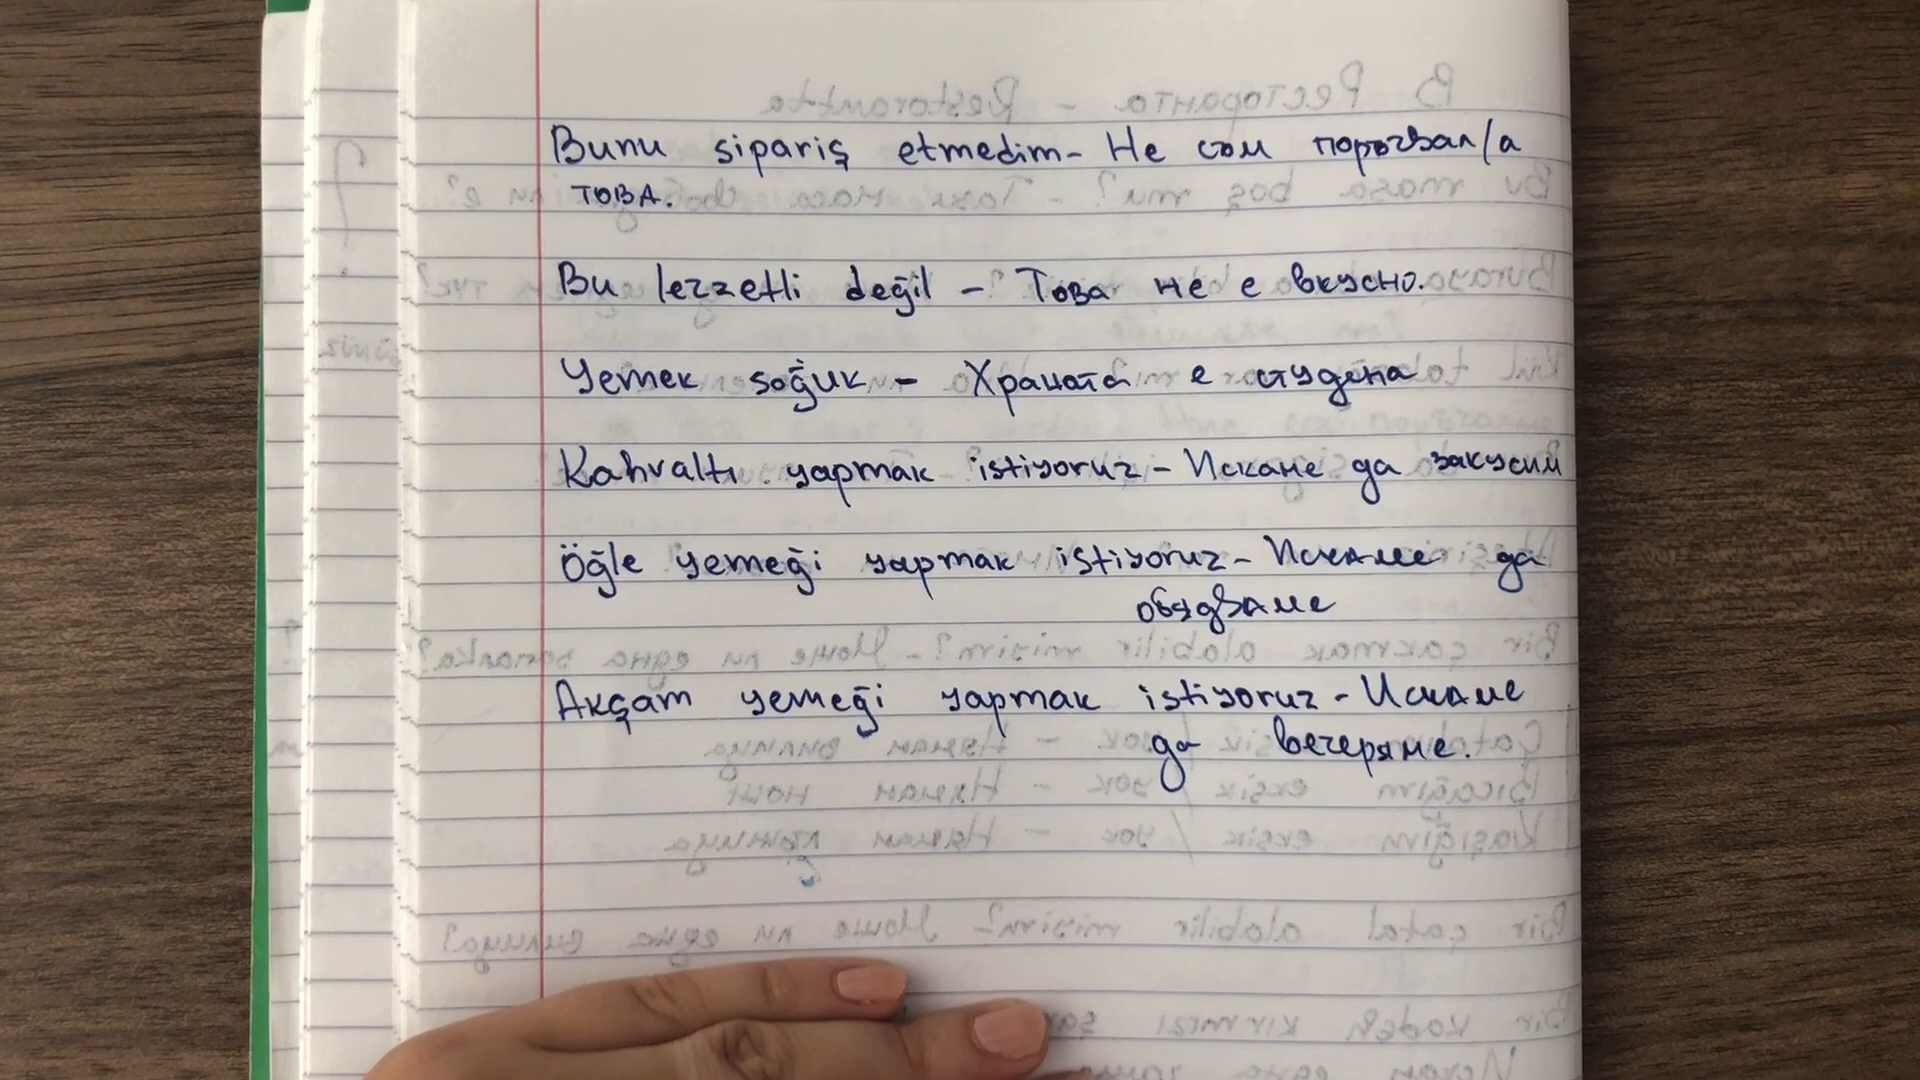 Bunu sipariş etmedim - Не съм поръчвал/а
това.
Bu lezzetli değil - Това не е вкусно.
Yemek soğuk - Храната е студена
Kahvaltı yapmak istiyoruz - Искаме да закусим
Öğle yemeği yapmak istiyoruz - Искаме да
обядваме
Akşam yemeği yapmak istiyoruz - Искаме
да вечеряме.